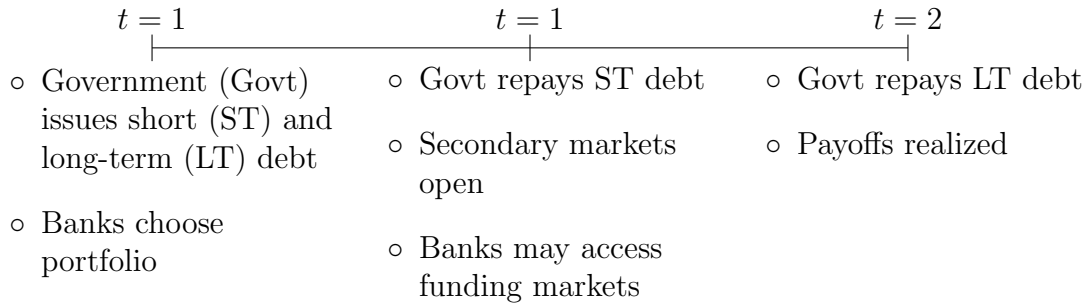 t = 1
t = 1
t = 2
○ Government (Govt)
issues short (ST) and
long-term (LT) debt
○ Banks choose
portfolio
○ Govt repays ST debt
○ Secondary markets
open
○ Banks may access
funding markets
○ Govt repays LT debt
○ Payoffs realized